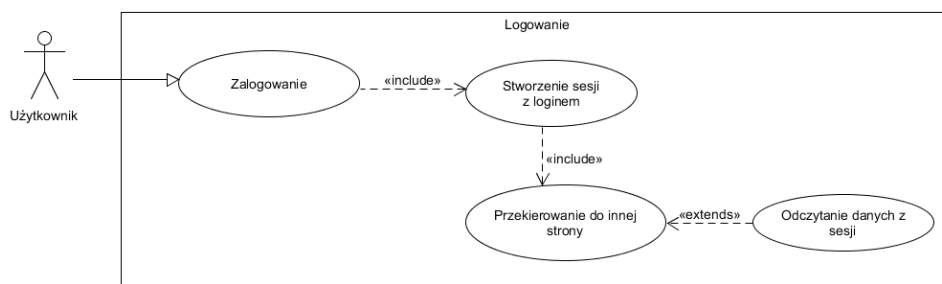 Logowanie
Użytkownik
Zalogowanie
«include»
Stworzenie sesji
z loginem
«include»
Przekierowanie do innej
strony
«extends»
Odczytanie danych z
sesji